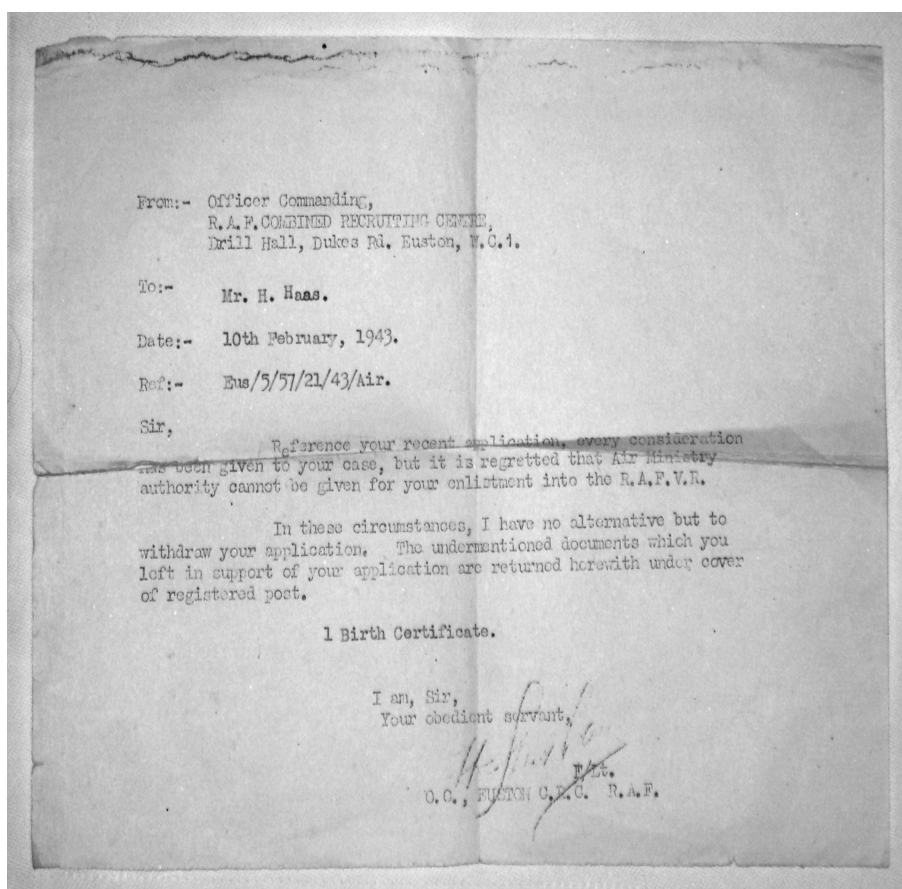 From:- Officer Commanding,
R.A.F. COMBINED RECRUITING CENTRE,
Drill Hall, Dukes Rd. Euston, W.C.1.
To:-
Mr. H. Haas.
Date:- 10th February, 1943.
Ref:- Eus/5/57/21/43/Air.
Sir,
Reference your recent application, every consideration
has been given to your case, but it is regretted that Air Ministry
authority cannot be given for your enlistment into the R.A.F.V.R.
In these circumstances, I have no alternative but to
withdraw your application. The undermentioned documents which you
left in support of your application are returned herewith under cover
of registered post.
1 Birth Certificate.
I am, Sir,
Your obedient servant,
F/Lt.
O.C., EUSTON C.R.C. R.A.F.